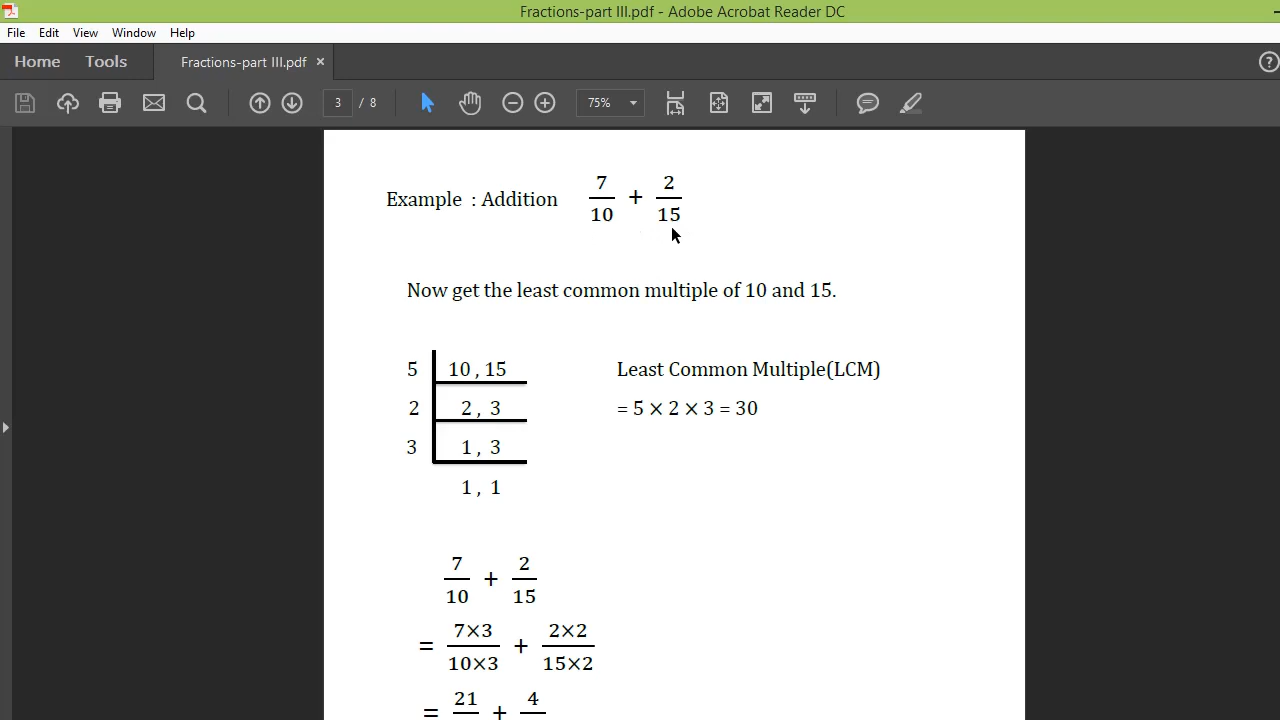 Fractions-part III.pdf - Adobe Acrobat Reader DC
File Edit View Window Help
Home Tools Fractions-part III.pdf ×
3 / 8 75%
Example : Addition 7/10 + 2/15
Now get the least common multiple of 10 and 15.
5 10 , 15 Least Common Multiple(LCM)
2 2 , 3 = 5 × 2 × 3 = 30
3 1 , 3
1 , 1
7/10 + 2/15
= 7×3/10×3 + 2×2/15×2
= 21 + 4